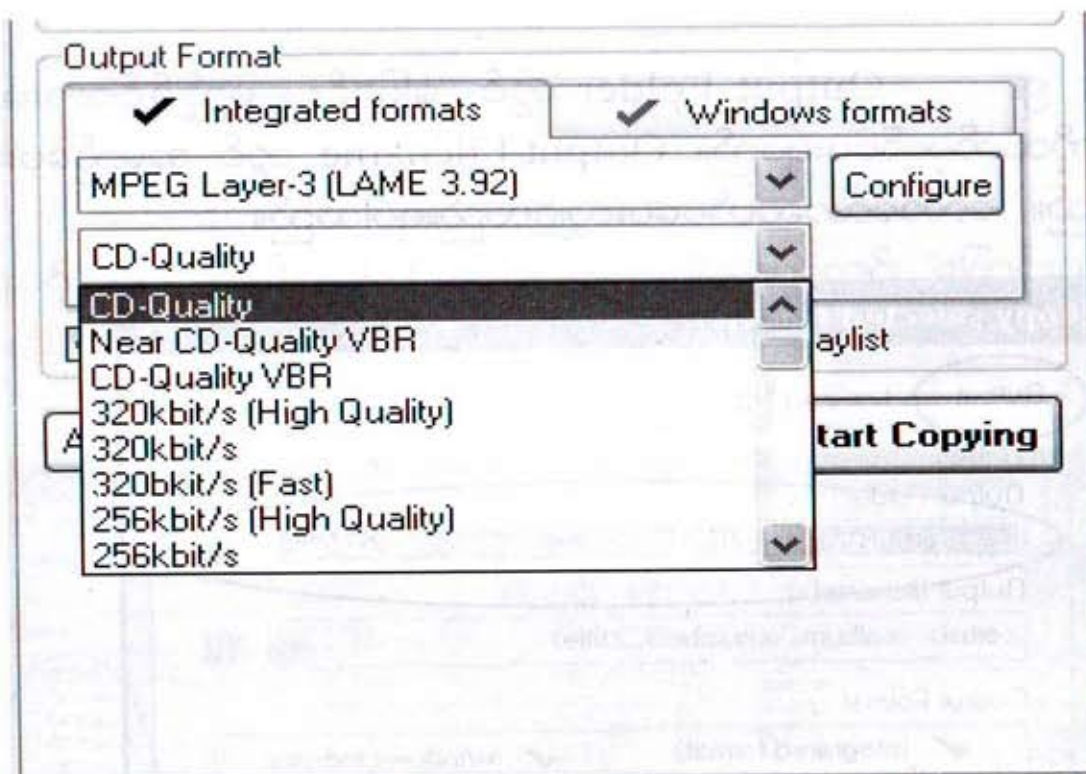 Output Format
Integrated formats
Windows formats
MPEG Layer-3 (LAME 3.92)
Configure
CD-Quality
CD-Quality
Near CD-Quality VBR
aylist
CD-Quality VBR
320kbit/s (High Quality)
A
320kbit/s
tart Copying
320bkit/s (Fast)
256kbit/s (High Quality)
256kbit/s